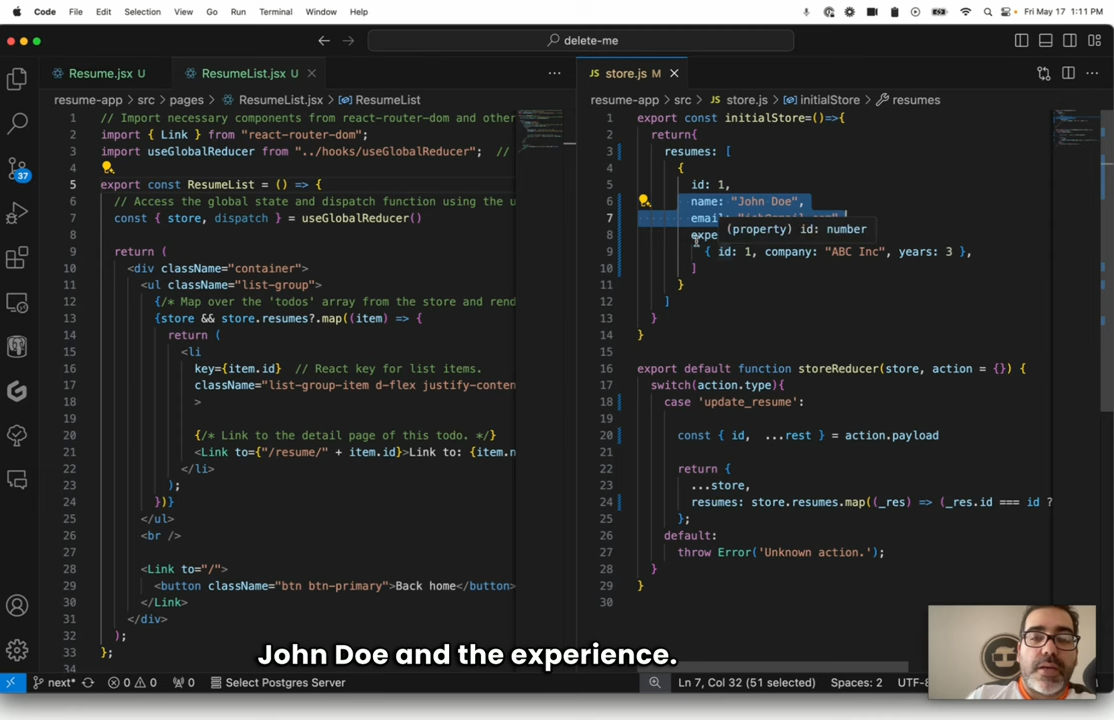 Code File Edit Selection View Go Run Terminal Window Help Fri May 17 1:11 PM
delete-me
Resume.jsx U ResumeList.jsx U
JS store.js M
resume-app > src > pages > ResumeList.jsx > ResumeList
resume-app > src > JS store.js > initialStore > resumes
1 // Import necessary components from react-router-dom and other
2 import { Link } from "react-router-dom";
3 import useGlobalReducer from "../hooks/useGlobalReducer"; //
4
5 export const ResumeList = () => {
6 // Access the global state and dispatch function using the u
7 const { store, dispatch } = useGlobalReducer()
8
9 return (
10 <div className="container">
11 <ul className="list-group">
12 {/* Map over the 'todos' array from the store and rend
13 {store && store.resumes?.map((item) => {
14 return (
15 <li
16 key={item.id} // React key for list items.
17 className="list-group-item d-flex justify-conten
18 >
19
20 {/* Link to the detail page of this todo. */}
21 <Link to={"/resume/" + item.id}>Link to: {item.n
22 </li>
23 );
24 })}
25 </ul>
26 <br />
27
28 <Link to="/">
29 <button className="btn btn-primary">Back home</button>
30 </Link>
31 </div>
32 );
33 };
34
1 export const initialStore=()=>{
2 return{
3 resumes: [
4 {
5 id: 1,
6 name: "John Doe",
7 email:
8 expe
(property) id: number
9 { id: 1, company: "ABC Inc", years: 3 },
10 ]
11 }
12 ]
13 }
14 }
15
16 export default function storeReducer(store, action = {}) {
17 switch(action.type){
18 case 'update_resume':
19
20 const { id, ...rest } = action.payload
21
22 return {
23 ...store,
24 resumes: store.resumes.map((_res) => (_res.id === id ?
25 };
26 default:
27 throw Error('Unknown action.');
28 }
29 }
30
37
John Doe and the experience.
next* 0 0 0 Select Postgres Server
Ln 7, Col 32 (51 selected) Spaces: 2 UTF-8